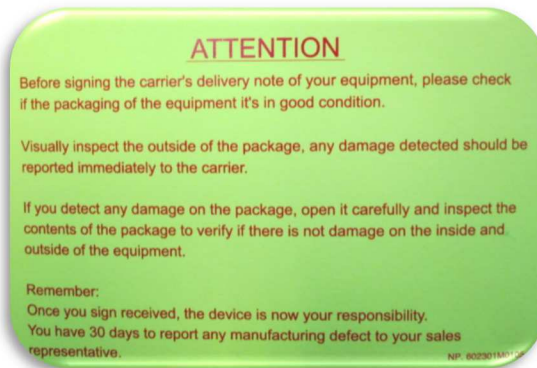 ATTENTION
Before signing the carrier's delivery note of your equipment, please check
if the packaging of the equipment it's in good condition.
Visually inspect the outside of the package, any damage detected should be
reported immediately to the carrier.
If you detect any damage on the package, open it carefully and inspect the
contents of the package to verify if there is not damage on the inside and
outside of the equipment.
Remember:
Once you sign received, the device is now your responsibility.
You have 30 days to report any manufacturing defect to your sales
representative.
NP.